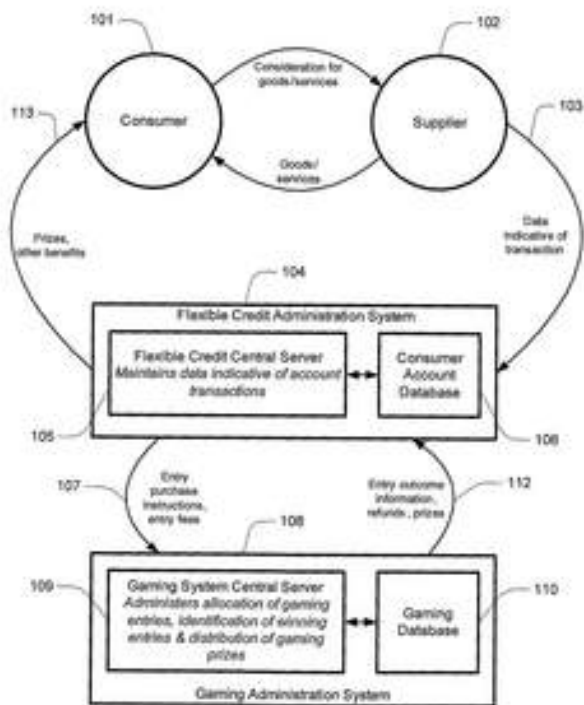 101
102
Consideration for
goods/services
113
Consumer
Supplier
103
Goods/
services
Prizes,
other benefits
Data
indicative of
transaction
104
Flexible Credit Administration System
Flexible Credit Central Server
Maintains data indicative of account
transactions
Consumer
Account
Database
105
106
107
Entry
purchase
instructions,
entry fees
Entry outcome
information,
refunds, prizes
112
108
109
Gaming System Central Server
Administers allocation of gaming
entries, identification of winning
entries & distribution of gaming
prizes
Gaming
Database
110
Gaming Administration System